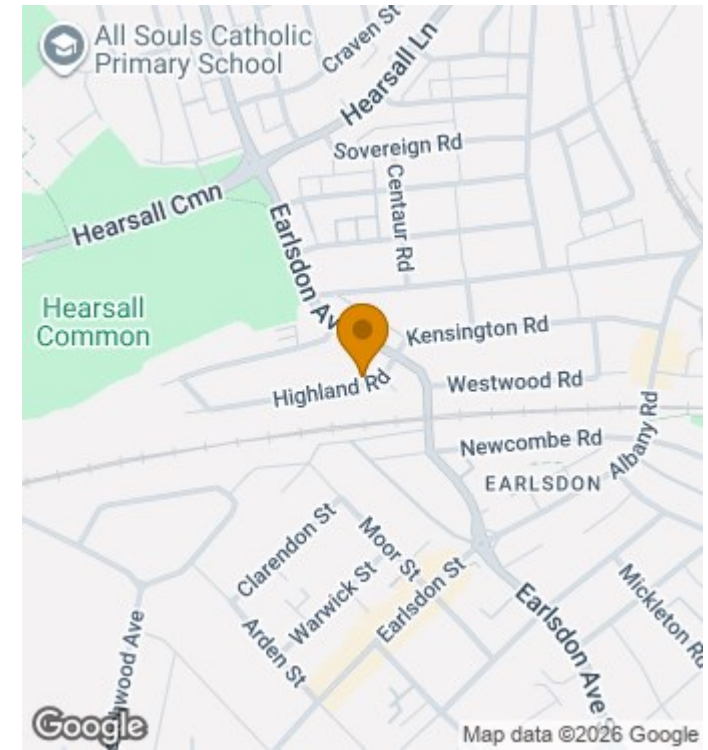 All Souls Catholic
Primary School
Craven St
Hearsall Ln
Sovereign Rd
Centaur Rd
Hearsall Cmn
Earlsdon Av
Hearsall
Common
Kensington Rd
Highland Rd
Westwood Rd
Newcombe Rd
Albany Rd
EARLSDON
Clarendon St
Moor St
Warwick St
Earlsdon St
Arden St
Mickleton Rd
Earlsdon Ave S
wood Ave
Google
Map data ©2026 Google